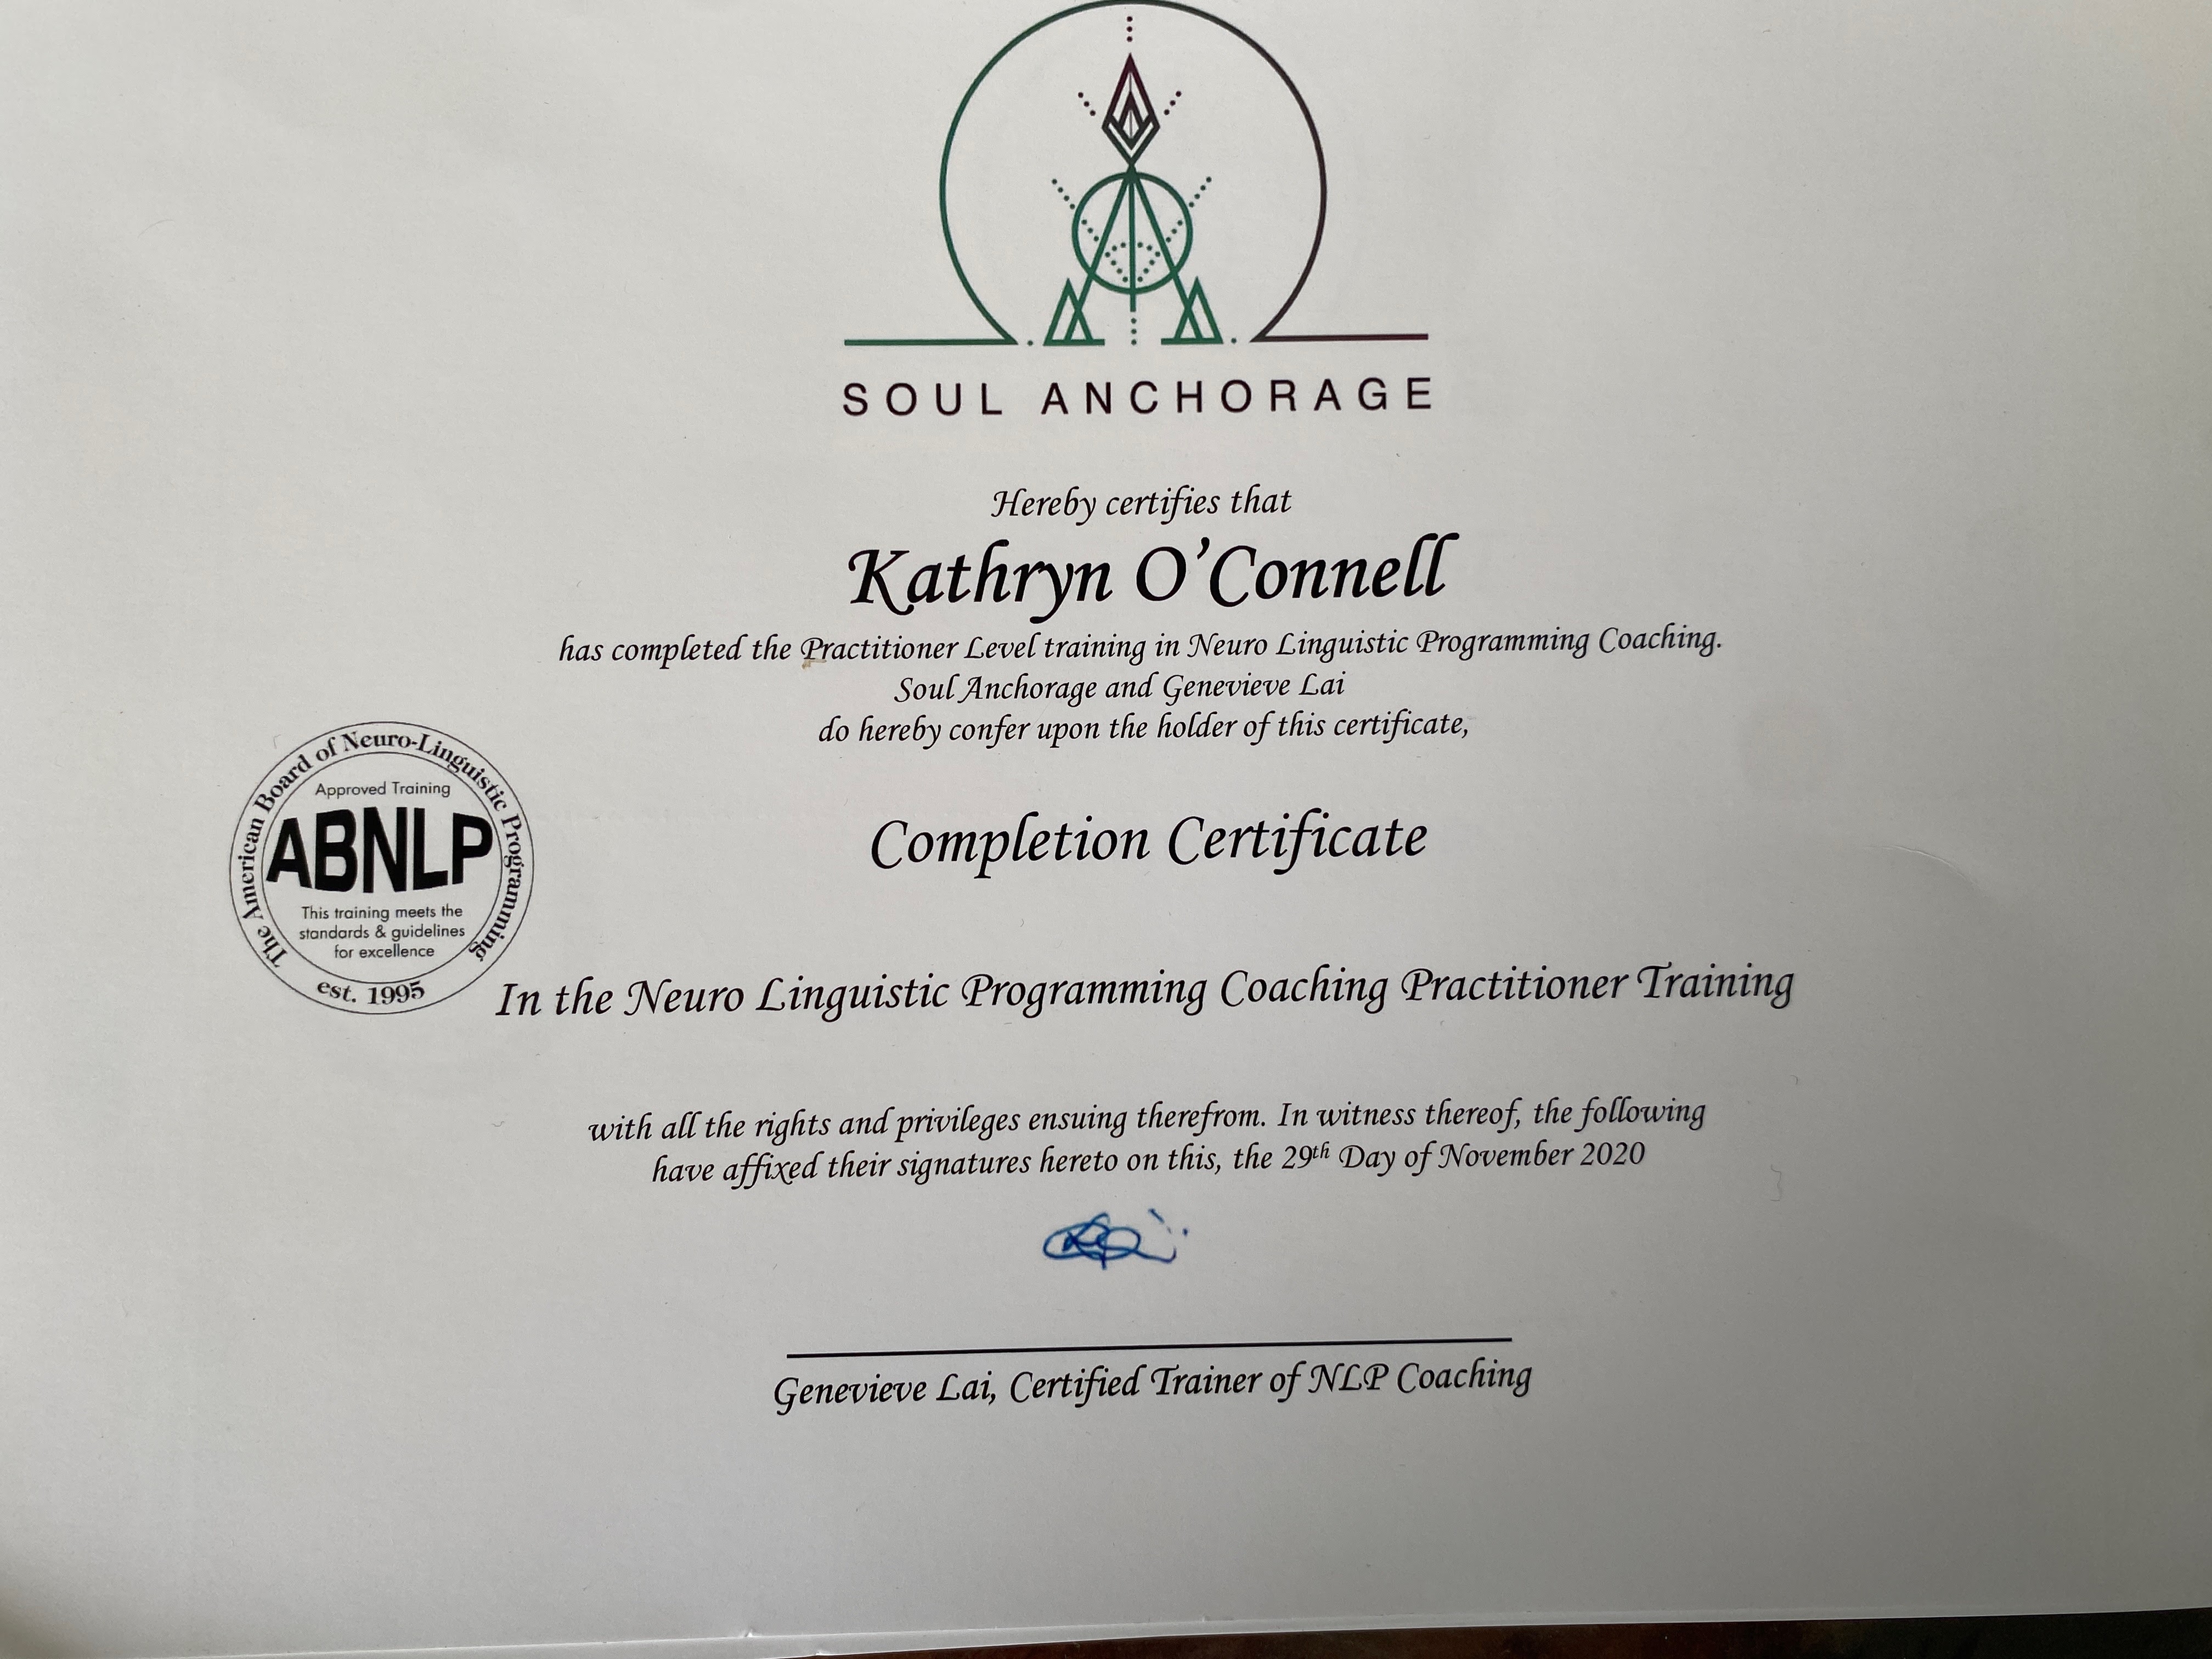 SOUL ANCHORAGE
Hereby certifies that
Kathryn O’Connell
has completed the Practitioner Level training in Neuro Linguistic Programming Coaching.
Soul Anchorage and Genevieve Lai
do hereby confer upon the holder of this certificate,
Completion Certificate
The American Board of Neuro-Linguistic Programming
Approved Training
ABNLP
This training meets the
standards & guidelines
for excellence
est. 1995
In the Neuro Linguistic Programming Coaching Practitioner Training
with all the rights and privileges ensuing therefrom. In witness thereof, the following
have affixed their signatures hereto on this, the 29th Day of November 2020
Genevieve Lai, Certified Trainer of NLP Coaching